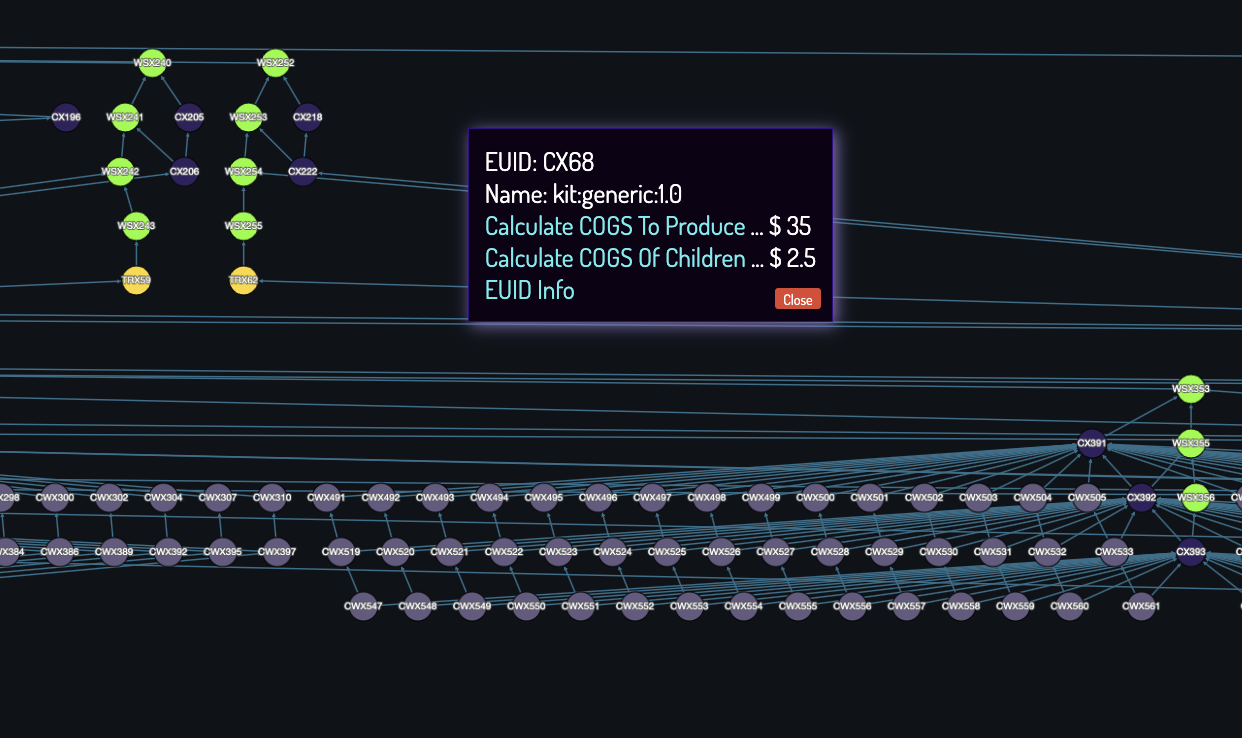 WSX240
WSX252
CX196
WSX241
CX205
WSX253
CX218
WSX242
CX206
WSX254
CX222
WSX243
WSX255
TRX59
TRX62
EUID: CX68
Name: kit:generic:1.0
Calculate COGS To Produce ... $ 35
Calculate COGS Of Children ... $ 2.5
EUID Info
Close
WSX353
CX391
WSX355
X298 CWX300 CWX302 CWX304 CWX307 CWX310 CWX491 CWX492 CWX493 CWX494 CWX495 CWX496 CWX497 CWX498 CWX499 CWX500 CWX501 CWX502 CWX503 CWX504 CWX505 CX392 WSX356
WX384 CWX386 CWX389 CWX392 CWX395 CWX397 CWX519 CWX520 CWX521 CWX522 CWX523 CWX524 CWX525 CWX526 CWX527 CWX528 CWX529 CWX530 CWX531 CWX532 CWX533 CX393
CWX547 CWX548 CWX549 CWX550 CWX551 CWX552 CWX553 CWX554 CWX555 CWX556 CWX557 CWX558 CWX559 CWX560 CWX561